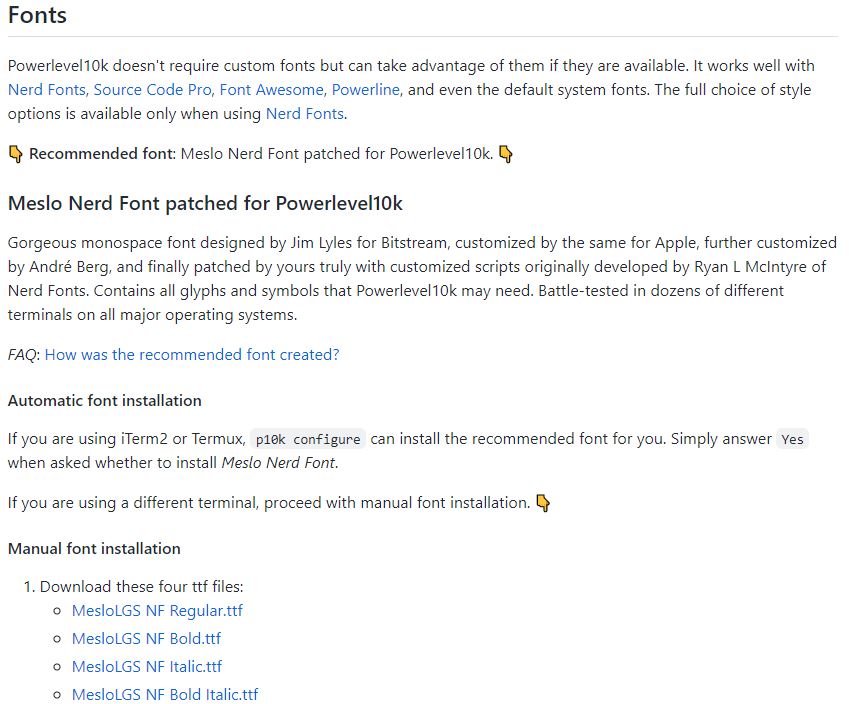 Fonts
Powerlevel10k doesn't require custom fonts but can take advantage of them if they are available. It works well with
Nerd Fonts, Source Code Pro, Font Awesome, Powerline, and even the default system fonts. The full choice of style
options is available only when using Nerd Fonts.
👇 Recommended font: Meslo Nerd Font patched for Powerlevel10k. 👇
Meslo Nerd Font patched for Powerlevel10k
Gorgeous monospace font designed by Jim Lyles for Bitstream, customized by the same for Apple, further customized
by André Berg, and finally patched by yours truly with customized scripts originally developed by Ryan L McIntyre of
Nerd Fonts. Contains all glyphs and symbols that Powerlevel10k may need. Battle-tested in dozens of different
terminals on all major operating systems.
FAQ: How was the recommended font created?
Automatic font installation
If you are using iTerm2 or Termux, p10k configure can install the recommended font for you. Simply answer Yes
when asked whether to install Meslo Nerd Font.
If you are using a different terminal, proceed with manual font installation. 👇
Manual font installation
1. Download these four ttf files:
○ MesloLGS NF Regular.ttf
○ MesloLGS NF Bold.ttf
○ MesloLGS NF Italic.ttf
○ MesloLGS NF Bold Italic.ttf